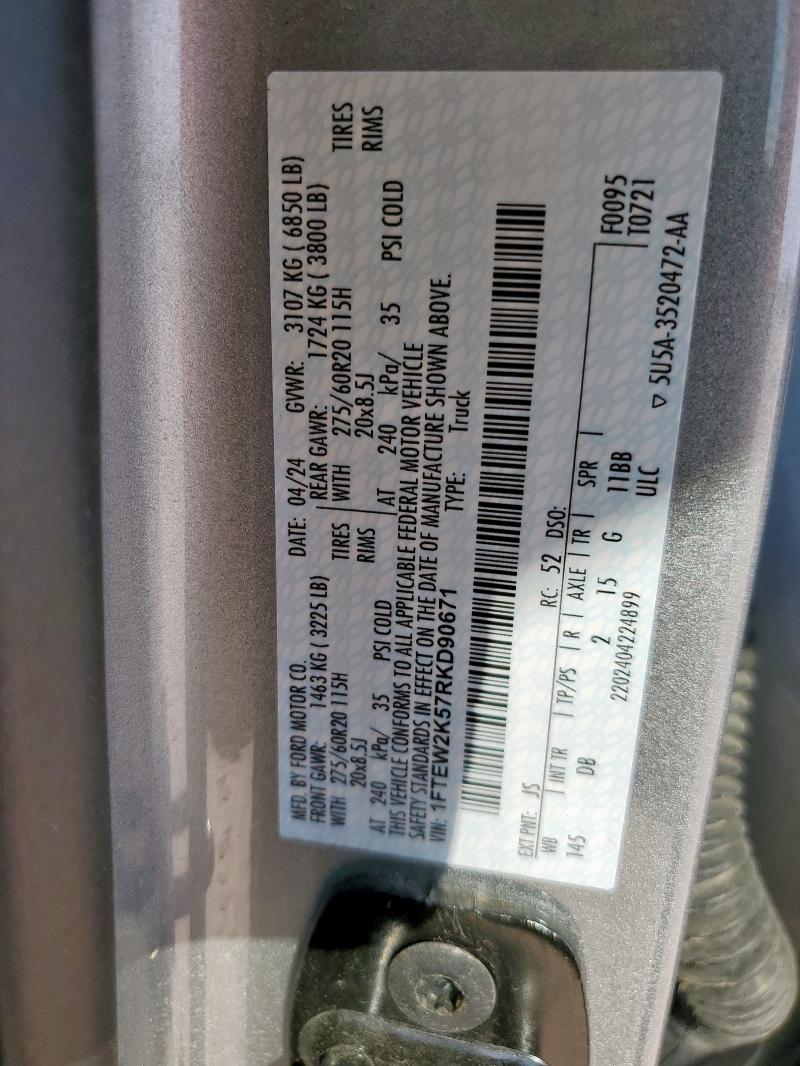 MFD. BY FORD MOTOR CO. DATE: 04/24 GVWR: 3107 KG ( 6850 LB)
FRONT GAWR: 1463 KG ( 3225 LB) REAR GAWR: 1724 KG ( 3800 LB)
WITH 275/60R20 115H TIRES WITH 275/60R20 115H TIRES
20x8.5J RIMS 20x8.5J RIMS
AT 240 kPa/ 35 PSI COLD AT 240 kPa/ 35 PSI COLD
THIS VEHICLE CONFORMS TO ALL APPLICABLE FEDERAL MOTOR VEHICLE
SAFETY STANDARDS IN EFFECT ON THE DATE OF MANUFACTURE SHOWN ABOVE.
VIN: 1FTEW2K57RKD90671 TYPE: Truck
EXT PNT: JS RC: 52 DSO:
WB INT TR TP/PS R AXLE TR SPR F0095
145 DB 2 15 G 11BB T0721
2202404224899 ULC
▽ 5U5A-3520472-AA